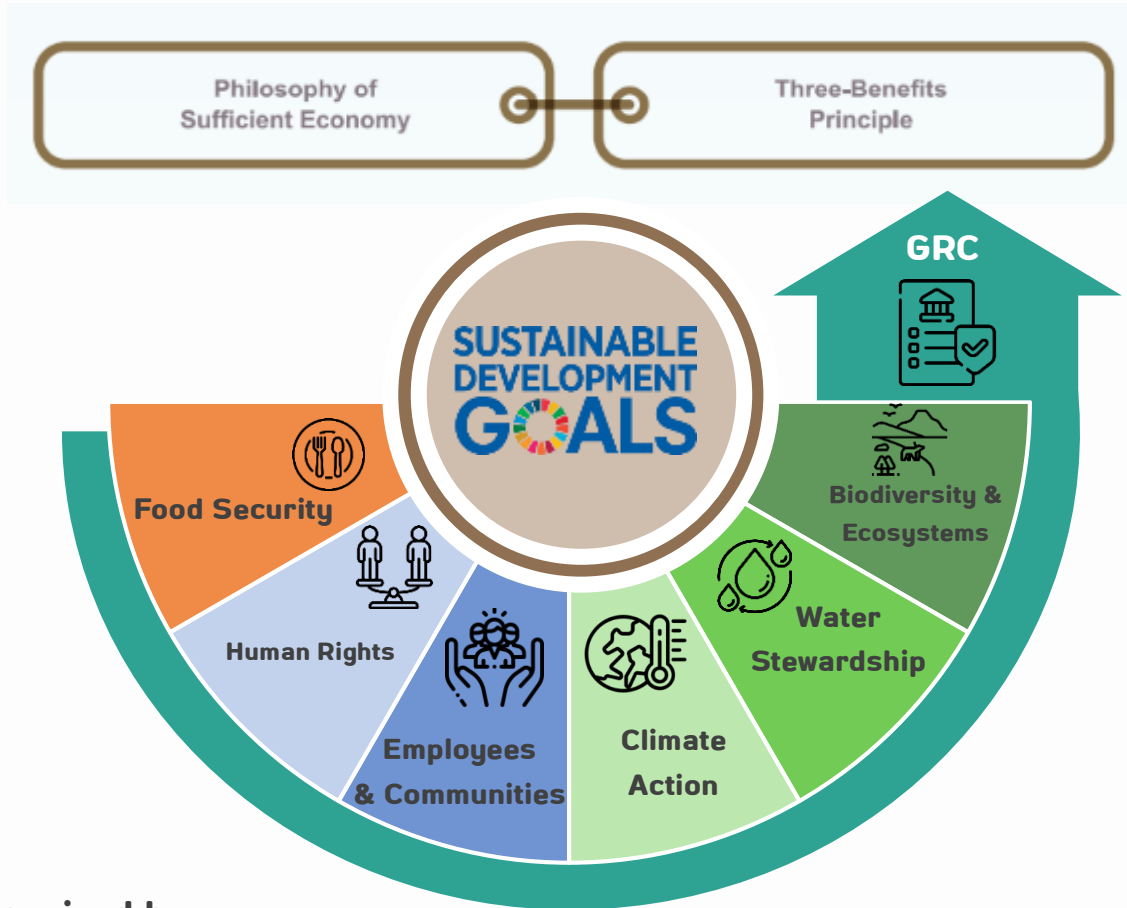 Philosophy of
Sufficient Economy
Three-Benefits
Principle
GRC
SUSTAINABLE
DEVELOPMENT
GOALS
Food Security
Human Rights
Employees
& Communities
Climate
Action
Water
Stewardship
Biodiversity &
Ecosystems